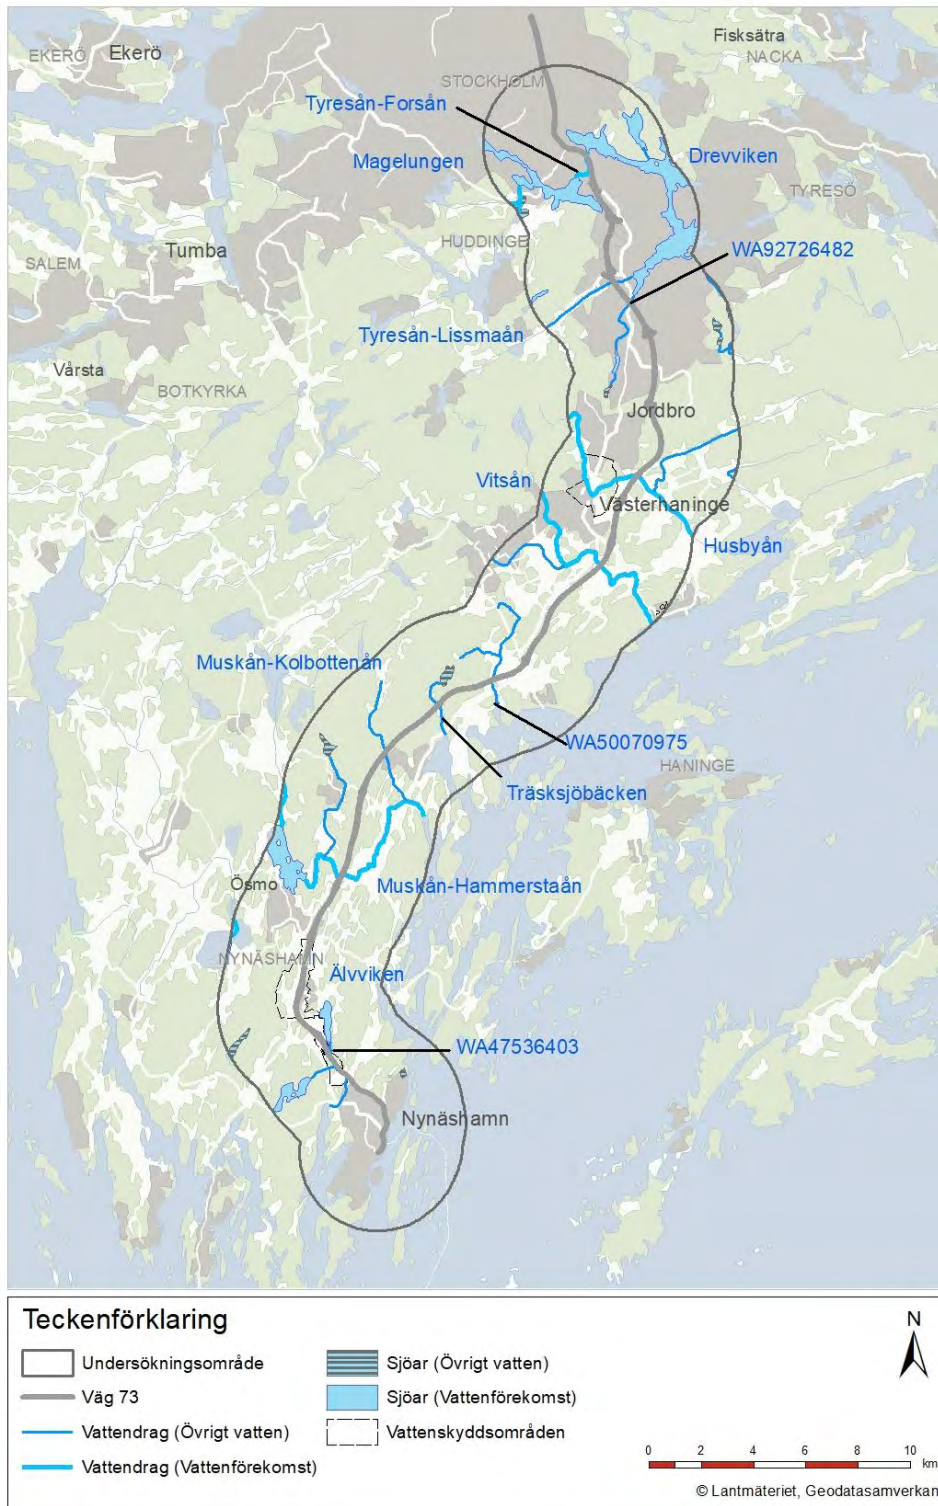 Fisksätra
NACKA
EKERÖ
Ekerö
STOCKHOLM
Tyresån-Forsån
Magelungen
Drevviken
TYRESÖ
HUDDINGE
Tumba
SALEM
WA92726482
Tyresån-Lissmaån
Vårsta
BOTKYRKA
Jordbro
Vitsån
Västerhaninge
Husbyån
Muskån-Kolbottenån
WA50070975
HANINGE
Träsksjöbäcken
Ösmo
Muskån-Hammerstaån
NYNÄSHAMN
Älvviken
WA47536403
Nynäshamn
Teckenförklaring
Undersökningsområde
Väg 73
Vattendrag (Övrigt vatten)
Vattendrag (Vattenförekomst)
Sjöar (Övrigt vatten)
Sjöar (Vattenförekomst)
Vattenskyddsområden
N
0 2 4 6 8 10
km
© Lantmäteriet, Geodatasamverkan